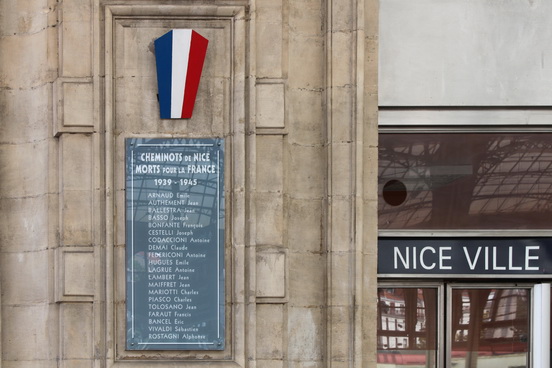 CHEMINOTS DE NICE
MORTS POUR LA FRANCE
1939 - 1945
ARNAUD Emile
AUTHEMENT Jean
BALLESTRA Jean
BASSO Joseph
BONFANTE François
CESTELLI Joseph
CODACCIONI Antoine
DEMAI Claude
FEDERICONI Antoine
HUGUES Emile
LAGRUE Antoine
LAMBERT Jean
MAIFFRET Jean
MARIOTTI Charles
PIASCO Charles
TOLOSANO Jean
FARAUT Francis
BANCEL Eric
VIVALDI Sébastien
ROSTAGNI Alphonse
NICE VILLE